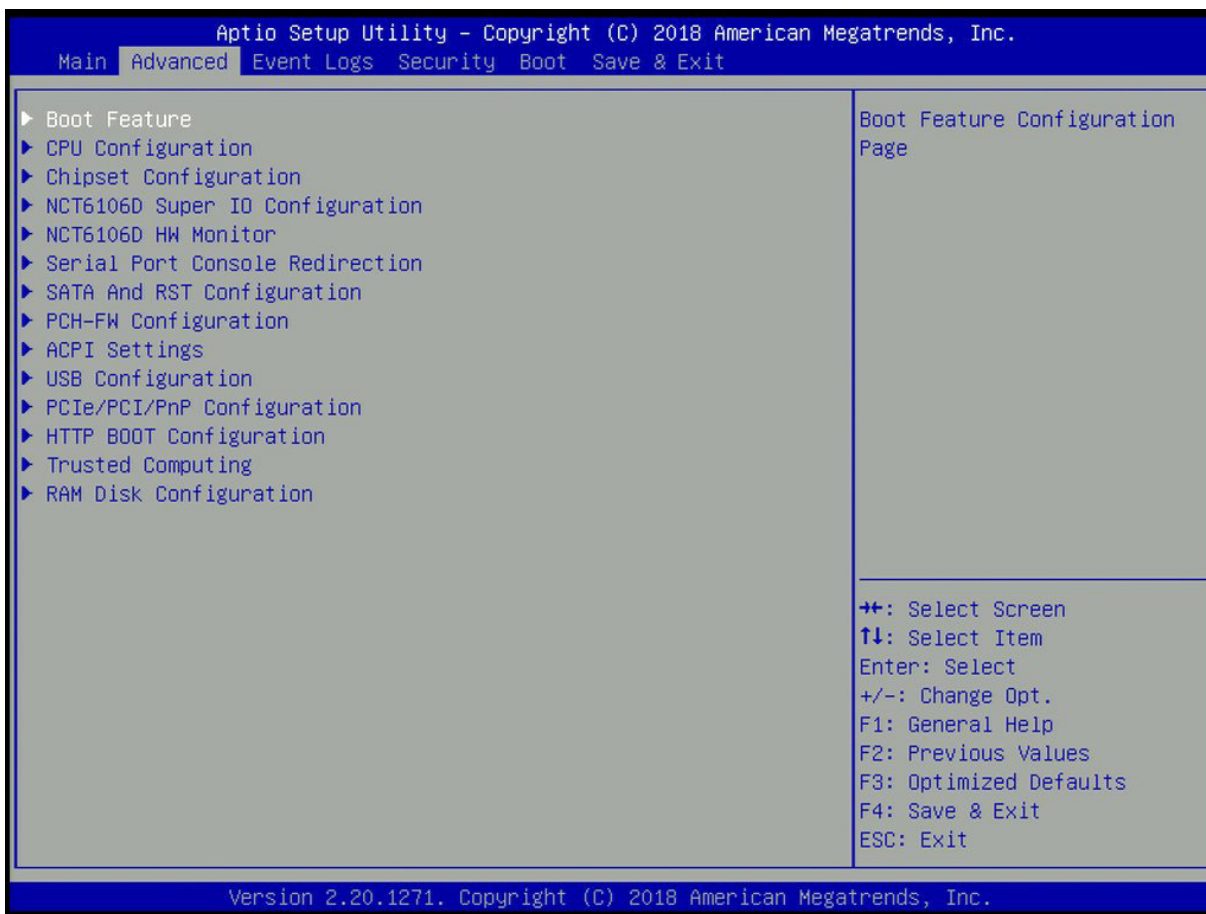 Aptio Setup Utility – Copyright (C) 2018 American Megatrends, Inc.
Main Advanced Event Logs Security Boot Save & Exit
▶ Boot Feature
▶ CPU Configuration
▶ Chipset Configuration
▶ NCT6106D Super IO Configuration
▶ NCT6106D HW Monitor
▶ Serial Port Console Redirection
▶ SATA And RST Configuration
▶ PCH-FW Configuration
▶ ACPI Settings
▶ USB Configuration
▶ PCIe/PCI/PnP Configuration
▶ HTTP BOOT Configuration
▶ Trusted Computing
▶ RAM Disk Configuration
Boot Feature Configuration
Page
→←: Select Screen
↑↓: Select Item
Enter: Select
+/-: Change Opt.
F1: General Help
F2: Previous Values
F3: Optimized Defaults
F4: Save & Exit
ESC: Exit
Version 2.20.1271. Copyright (C) 2018 American Megatrends, Inc.